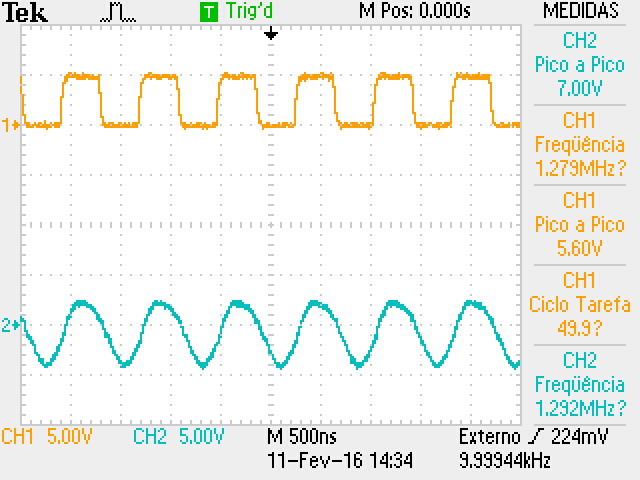 Tek T Trig'd M Pos: 0.000s MEDIDAS
CH2
Pico a Pico
7.00V
CH1
Freqüência
1.279MHz?
CH1
Pico a Pico
5.60V
CH1
Ciclo Tarefa
49.9?
CH2
Freqüência
1.292MHz?
1
2
CH1 5.00V CH2 5.00V M 500ns Externo 224mV
11-Fev-16 14:34 9.99944kHz